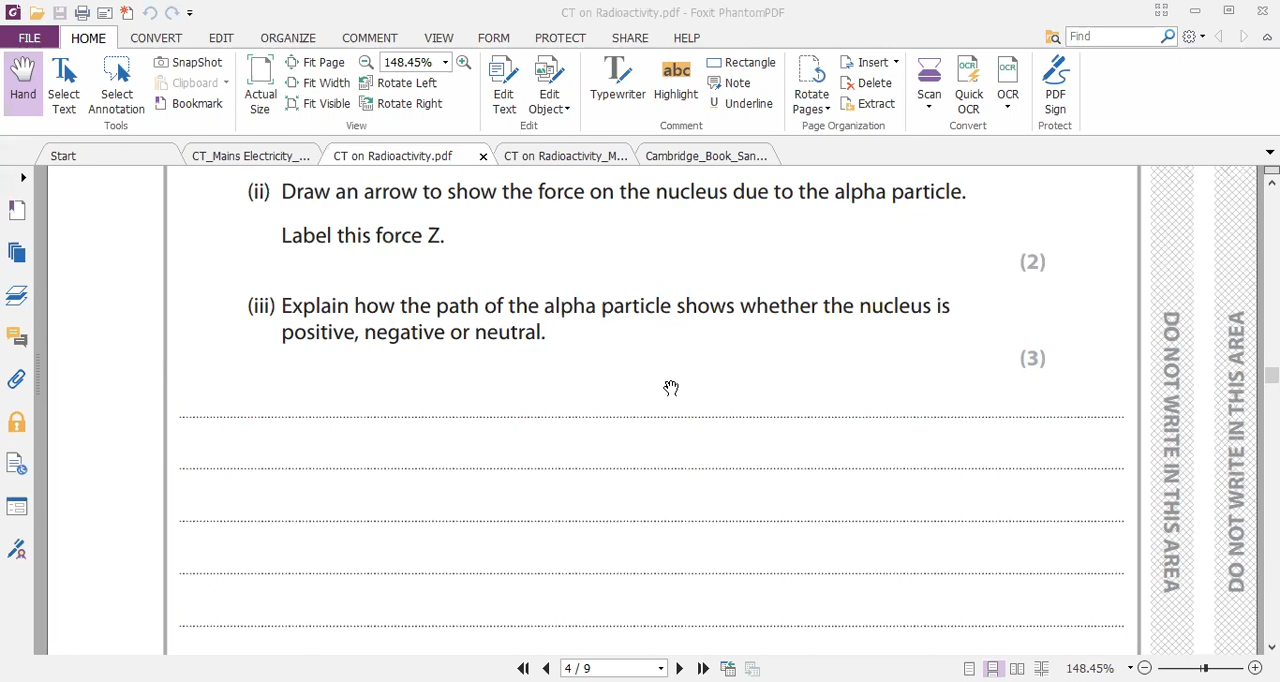 CT on Radioactivity.pdf - Foxit PhantomPDF
FILE HOME CONVERT EDIT ORGANIZE COMMENT VIEW FORM PROTECT SHARE HELP
Find
Hand
Select Text
Select Annotation
SnapShot
Clipboard
Bookmark
Tools
Actual Size
Fit Page
Fit Width
Fit Visible
148.45%
Rotate Left
Rotate Right
View
Edit Text
Edit Object
Edit
Typewriter
abc
Highlight
Rectangle
Note
U Underline
Comment
Rotate Pages
Insert
Delete
Extract
Page Organization
Scan
OCR
Quick OCR
OCR
OCR
Convert
PDF Sign
Protect
Start
CT_Mains Electricity_...
CT on Radioactivity.pdf
CT on Radioactivity_M...
Cambridge_Book_San...
(ii) Draw an arrow to show the force on the nucleus due to the alpha particle.
Label this force Z.
(2)
(iii) Explain how the path of the alpha particle shows whether the nucleus is
positive, negative or neutral.
(3)
DO NOT WRITE IN THIS AREA
DO NOT WRITE IN THIS AREA
4 / 9
148.45%